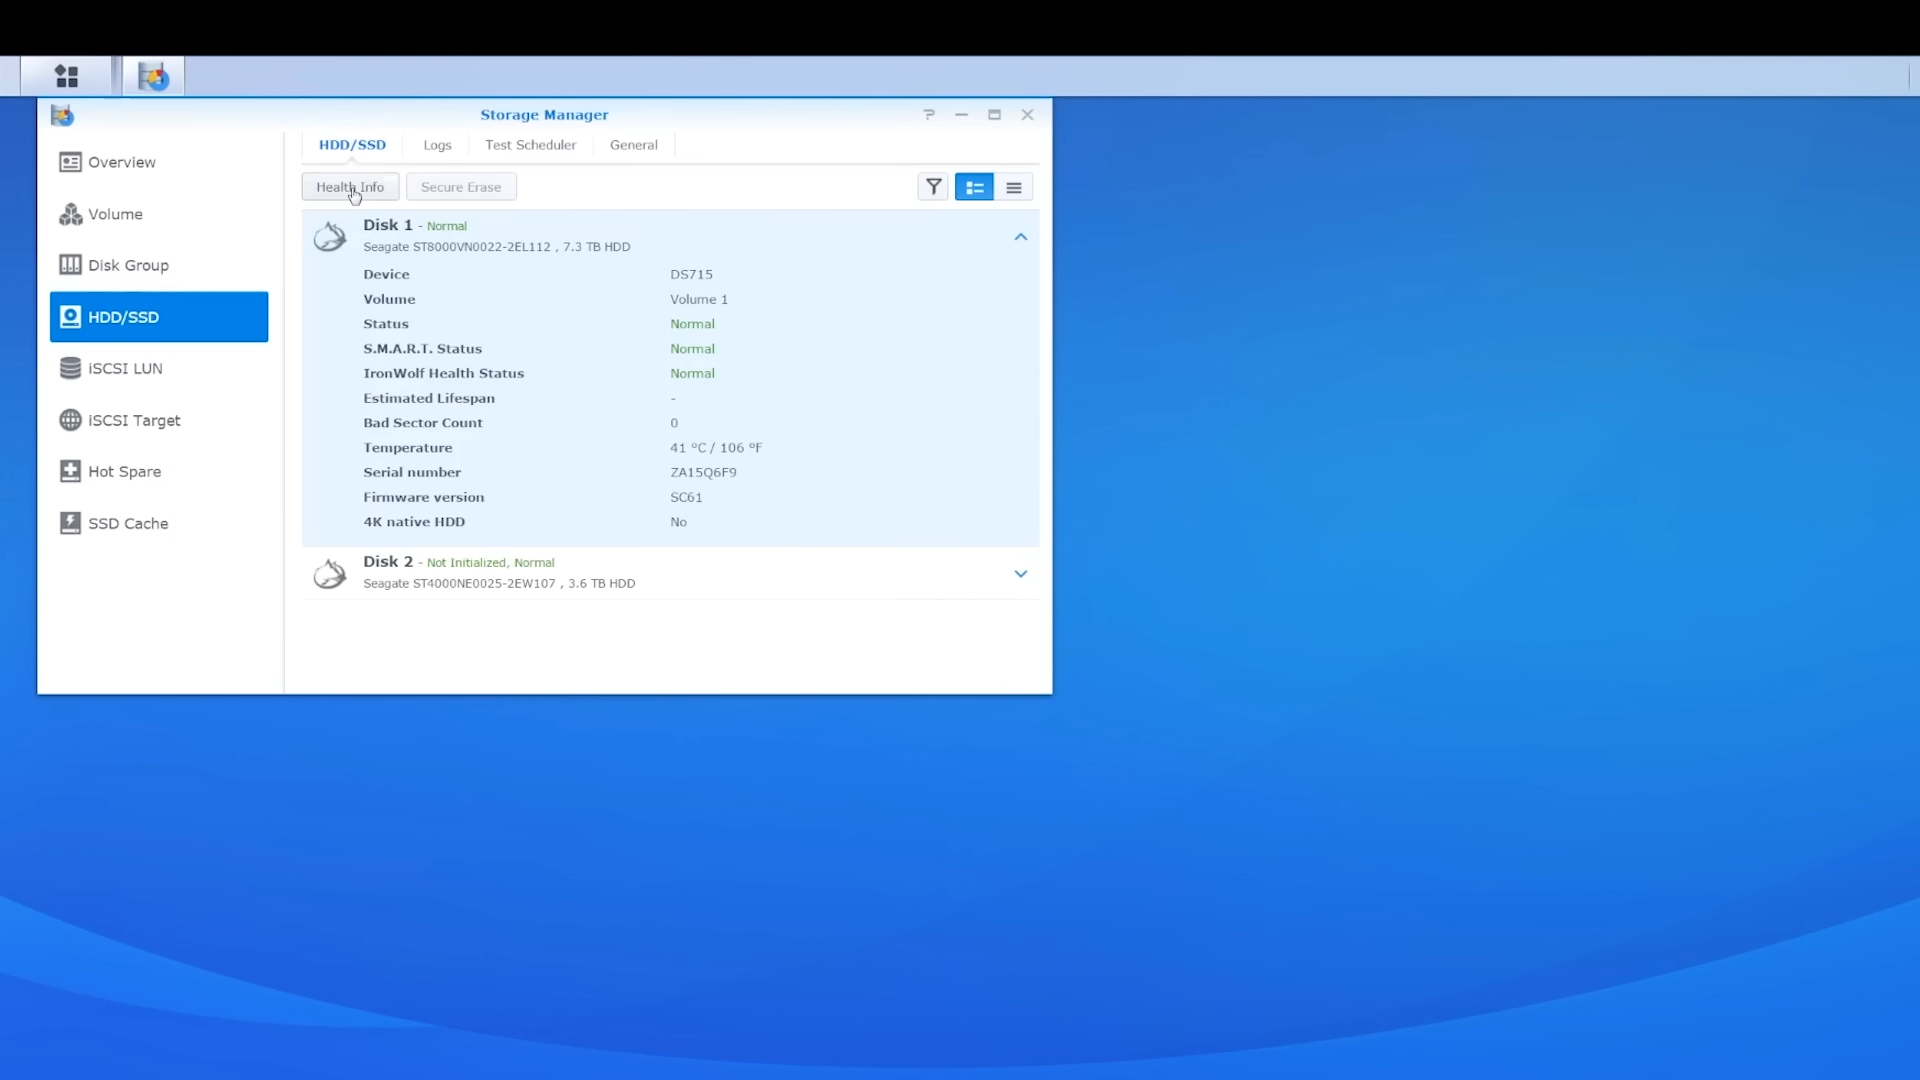 Storage Manager
Overview
Volume
Disk Group
HDD/SSD
iSCSI LUN
iSCSI Target
Hot Spare
SSD Cache
HDD/SSD Logs Test Scheduler General
Health Info Secure Erase
Disk 1 - Normal
Seagate ST8000VN0022-2EL112 , 7.3 TB HDD
Device DS715
Volume Volume 1
Status Normal
S.M.A.R.T. Status Normal
IronWolf Health Status Normal
Estimated Lifespan -
Bad Sector Count 0
Temperature 41 °C / 106 °F
Serial number ZA15Q6F9
Firmware version SC61
4K native HDD No
Disk 2 - Not Initialized, Normal
Seagate ST4000NE0025-2EW107 , 3.6 TB HDD